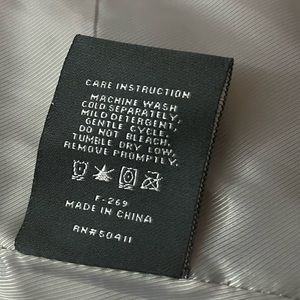 CARE INSTRUCTION
MACHINE WASH
COLD SEPARATELY,
MILD DETERGENT,
GENTLE CYCLE.
DO NOT BLEACH.
TUMBLE DRY LOW,
REMOVE PROMPTLY.
F-269
MADE IN CHINA
RN#50411